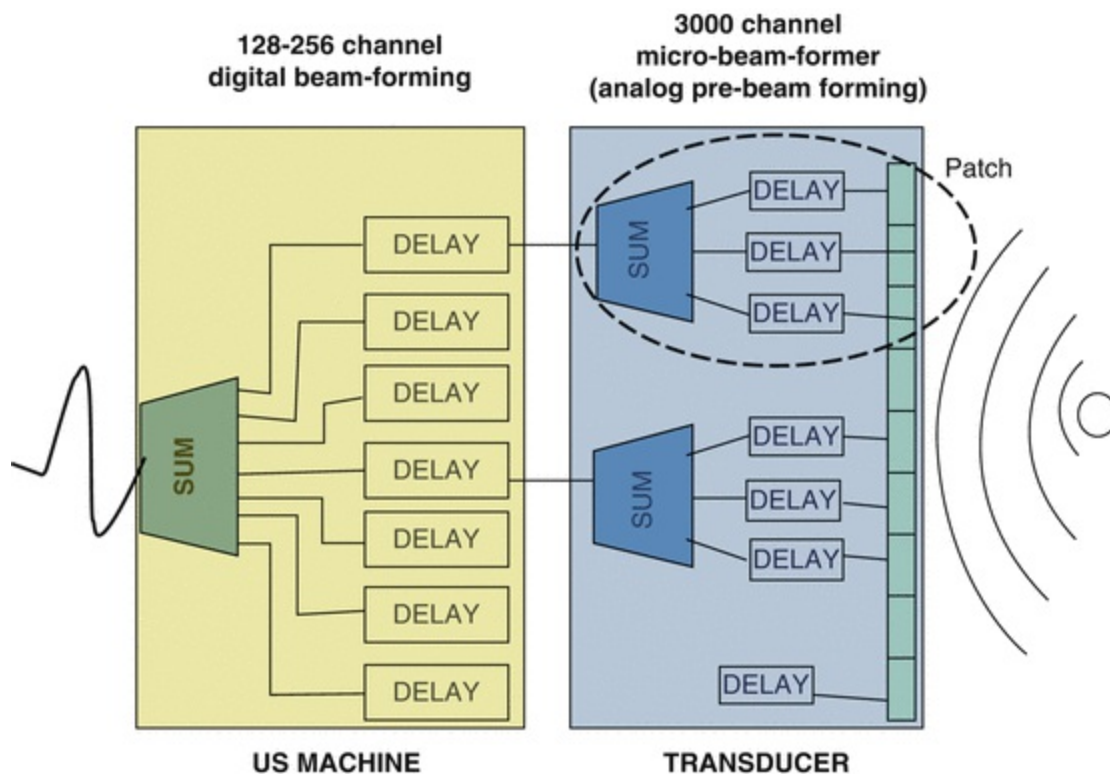 128-256 channel
digital beam-forming
3000 channel
micro-beam-former
(analog pre-beam forming)
Patch
DELAY
DELAY
DELAY
DELAY
DELAY
DELAY
DELAY
SUM
SUM
DELAY
DELAY
DELAY
SUM
DELAY
DELAY
DELAY
DELAY
US MACHINE
TRANSDUCER